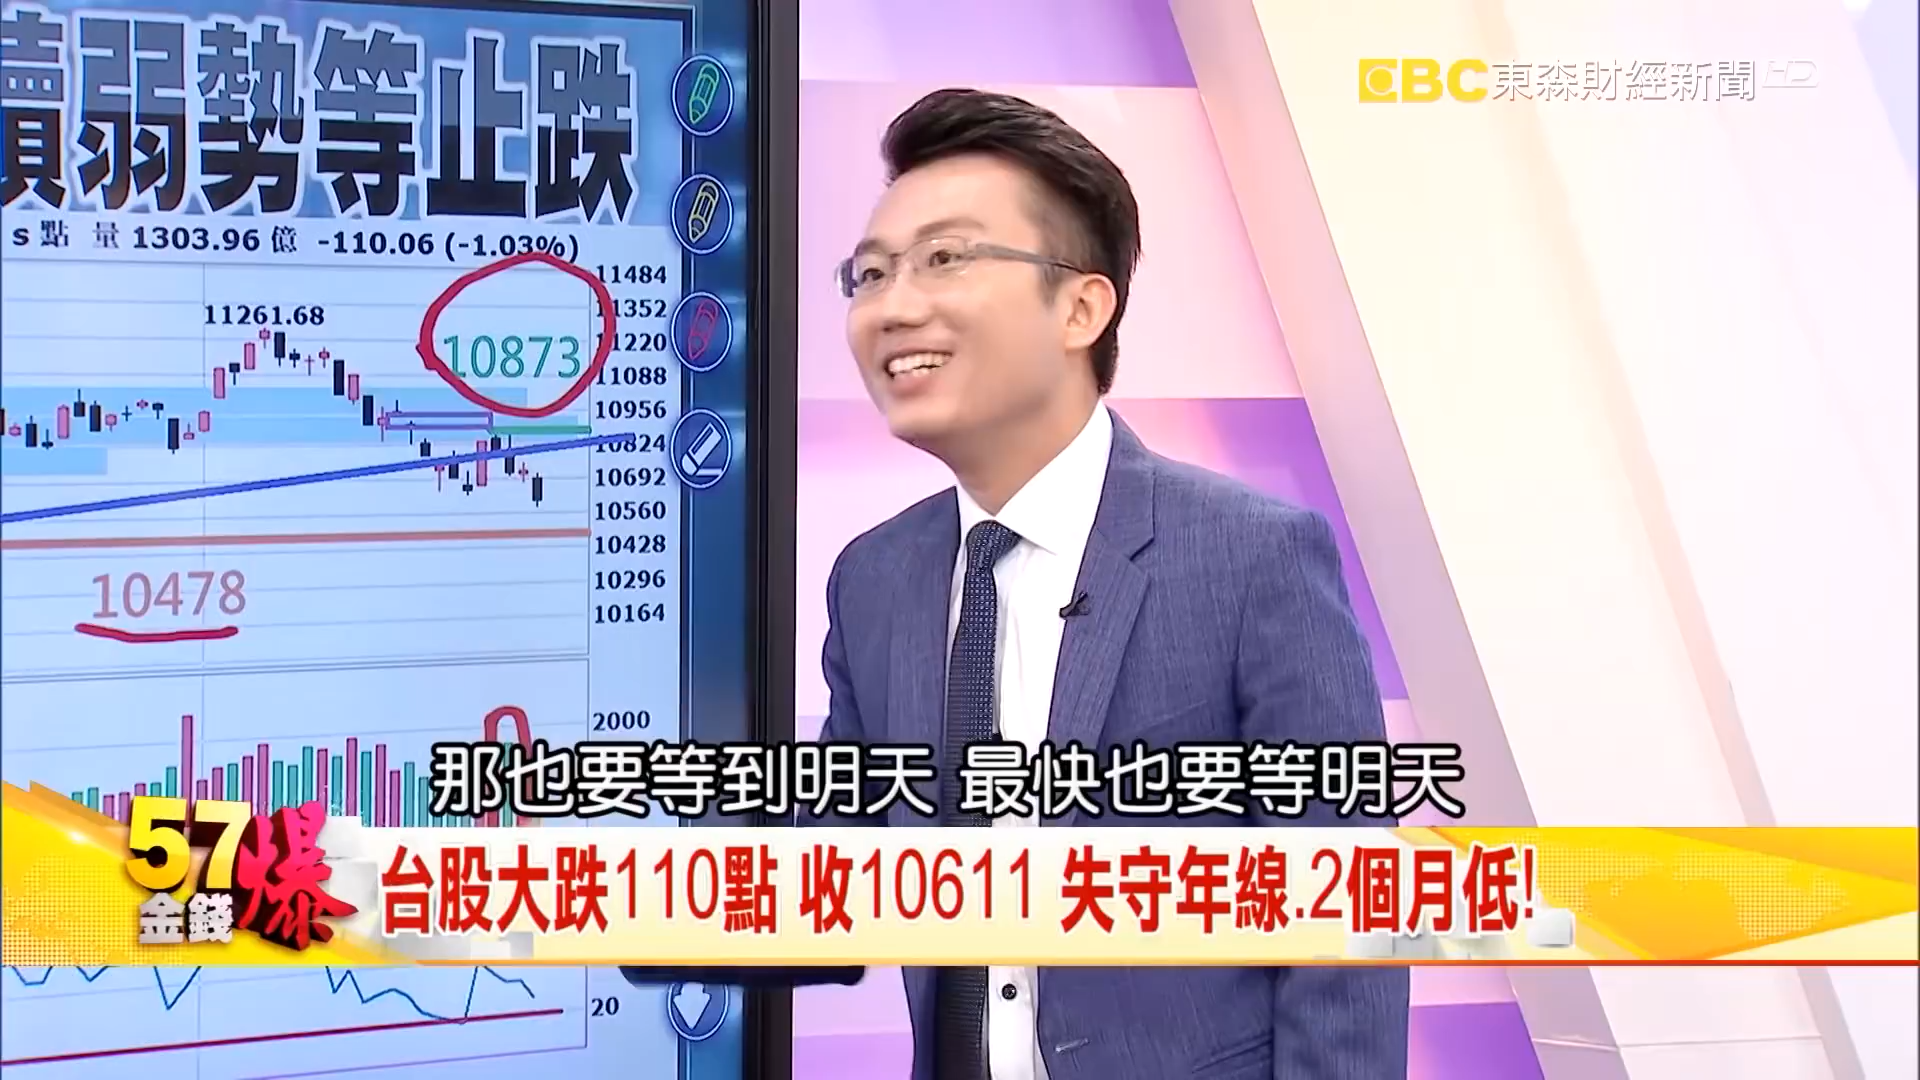 續弱勢等止跌
EBC東森財經新聞HD
s 點 量 1303.96 億 -110.06 (-1.03%)
11484
11352
11261.68
11220
10873
11088
10956
10824
10692
10560
10428
10296
10478
10164
2000
那也要等到明天 最快也要等明天
57
金錢
爆
台股大跌110點 收10611 失守年線.2個月低!
20